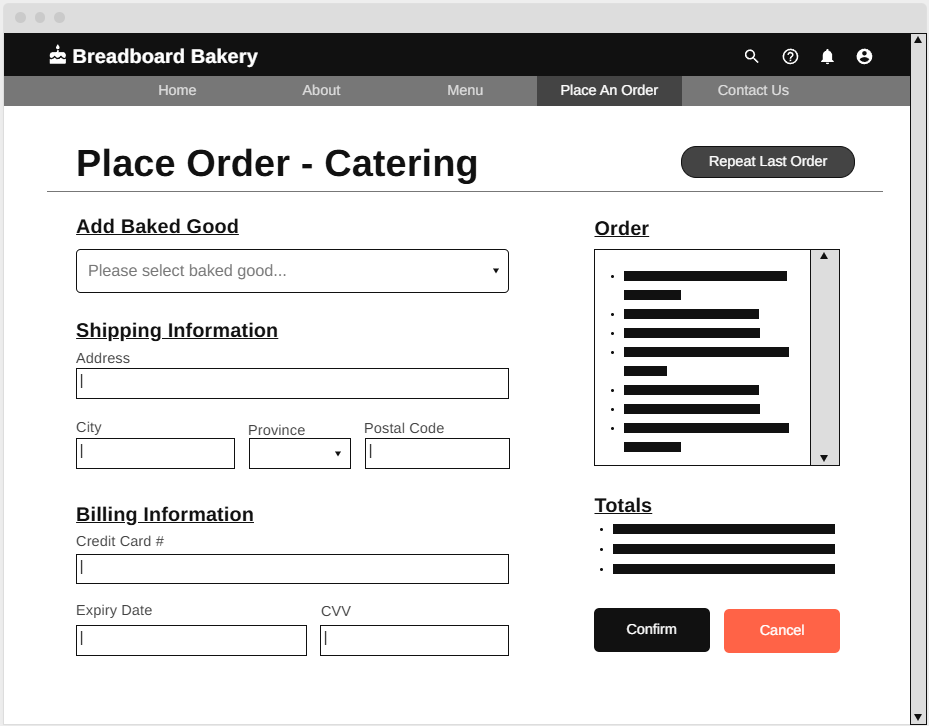 Breadboard Bakery
Home About Menu Place An Order Contact Us
Place Order - Catering
Repeat Last Order
Add Baked Good
Please select baked good...
Shipping Information
Address
City Province Postal Code
Billing Information
Credit Card #
Expiry Date CVV
Order
Totals
Confirm Cancel